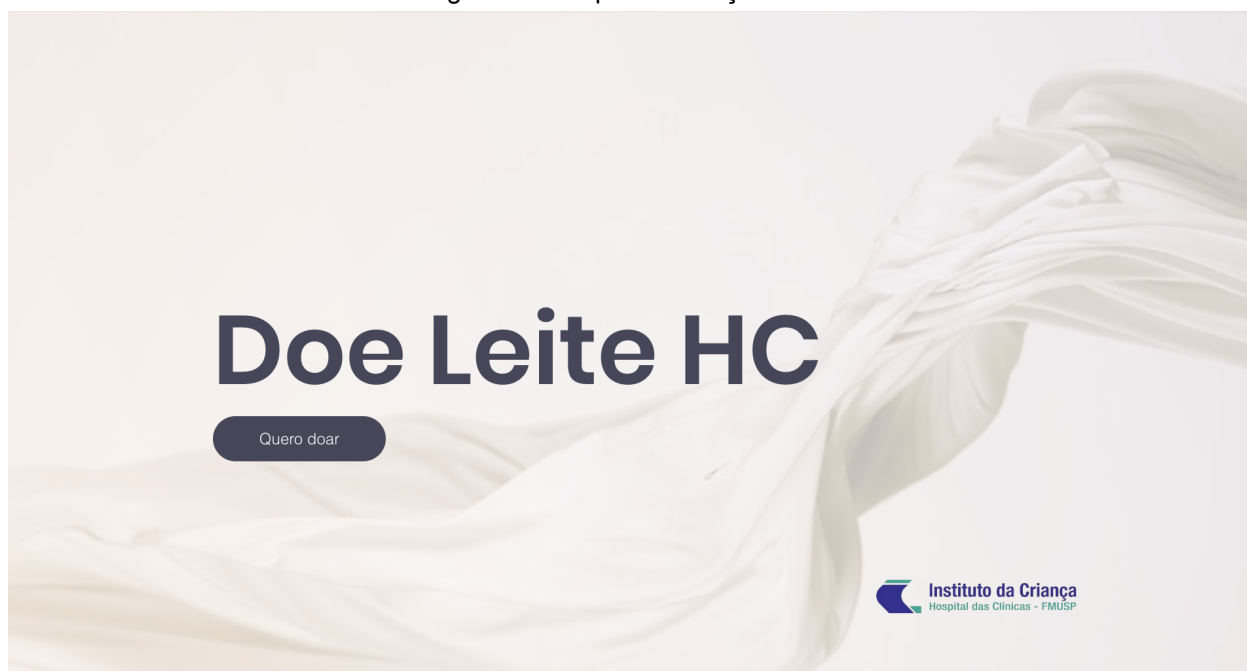 Doe Leite HC
Quero doar
Instituto da Criança
Hospital das Clínicas - FMUSP